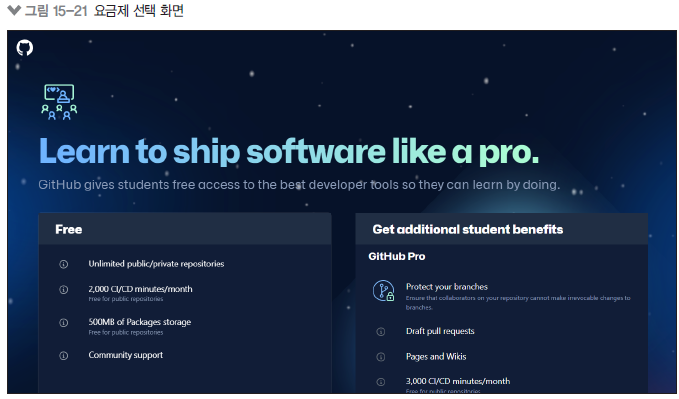 그림 15-21 요금제 선택 화면
Learn to ship software like a pro.
GitHub gives students free access to the best developer tools so they can learn by doing.
Free
Unlimited public/private repositories
2,000 CI/CD minutes/month
Free for public repositories
500MB of Packages storage
Free for public repositories
Community support
Get additional student benefits
GitHub Pro
Protect your branches
Ensure that collaborators on your repository cannot make irrevocable changes to
branches.
Draft pull requests
Pages and Wikis
3,000 CI/CD minutes/month
Free for public repositories